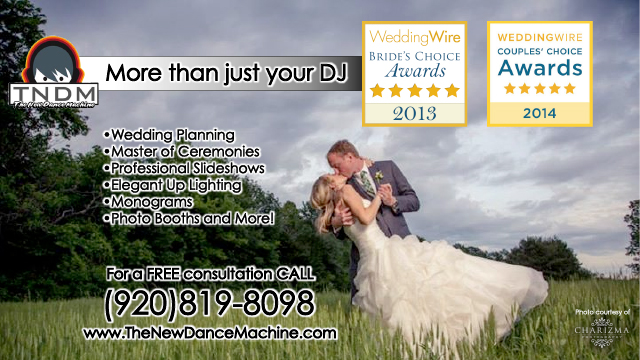 TNDM
The New Dance Machine
More than just your DJ
WeddingWire
BRIDE'S CHOICE
Awards
2013
WEDDINGWIRE
COUPLES' CHOICE
Awards
2014
•Wedding Planning
•Master of Ceremonies
•Professional Slideshows
•Elegant Up Lighting
•Monograms
•Photo Booths and More!
For a FREE consultation CALL
(920)819-8098
www.TheNewDanceMachine.com
Photo courtesy of
CHARIZMA